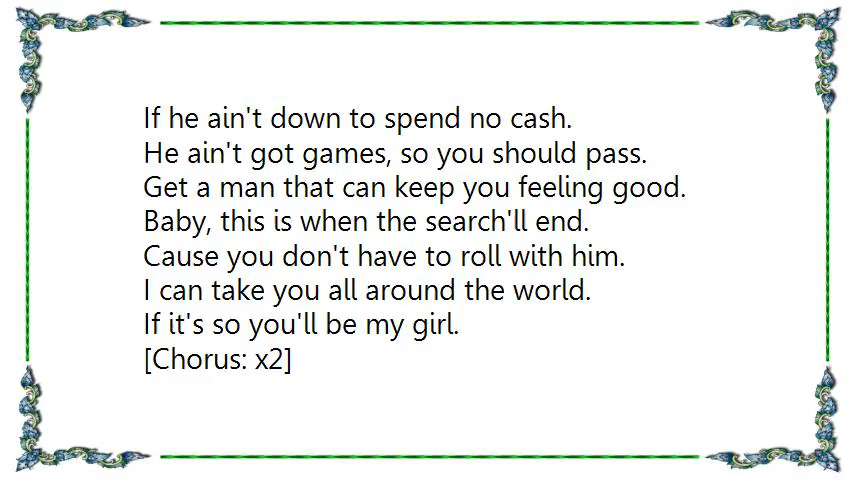 If he ain't down to spend no cash.
He ain't got games, so you should pass.
Get a man that can keep you feeling good.
Baby, this is when the search'll end.
Cause you don't have to roll with him.
I can take you all around the world.
If it's so you'll be my girl.
[Chorus: x2]